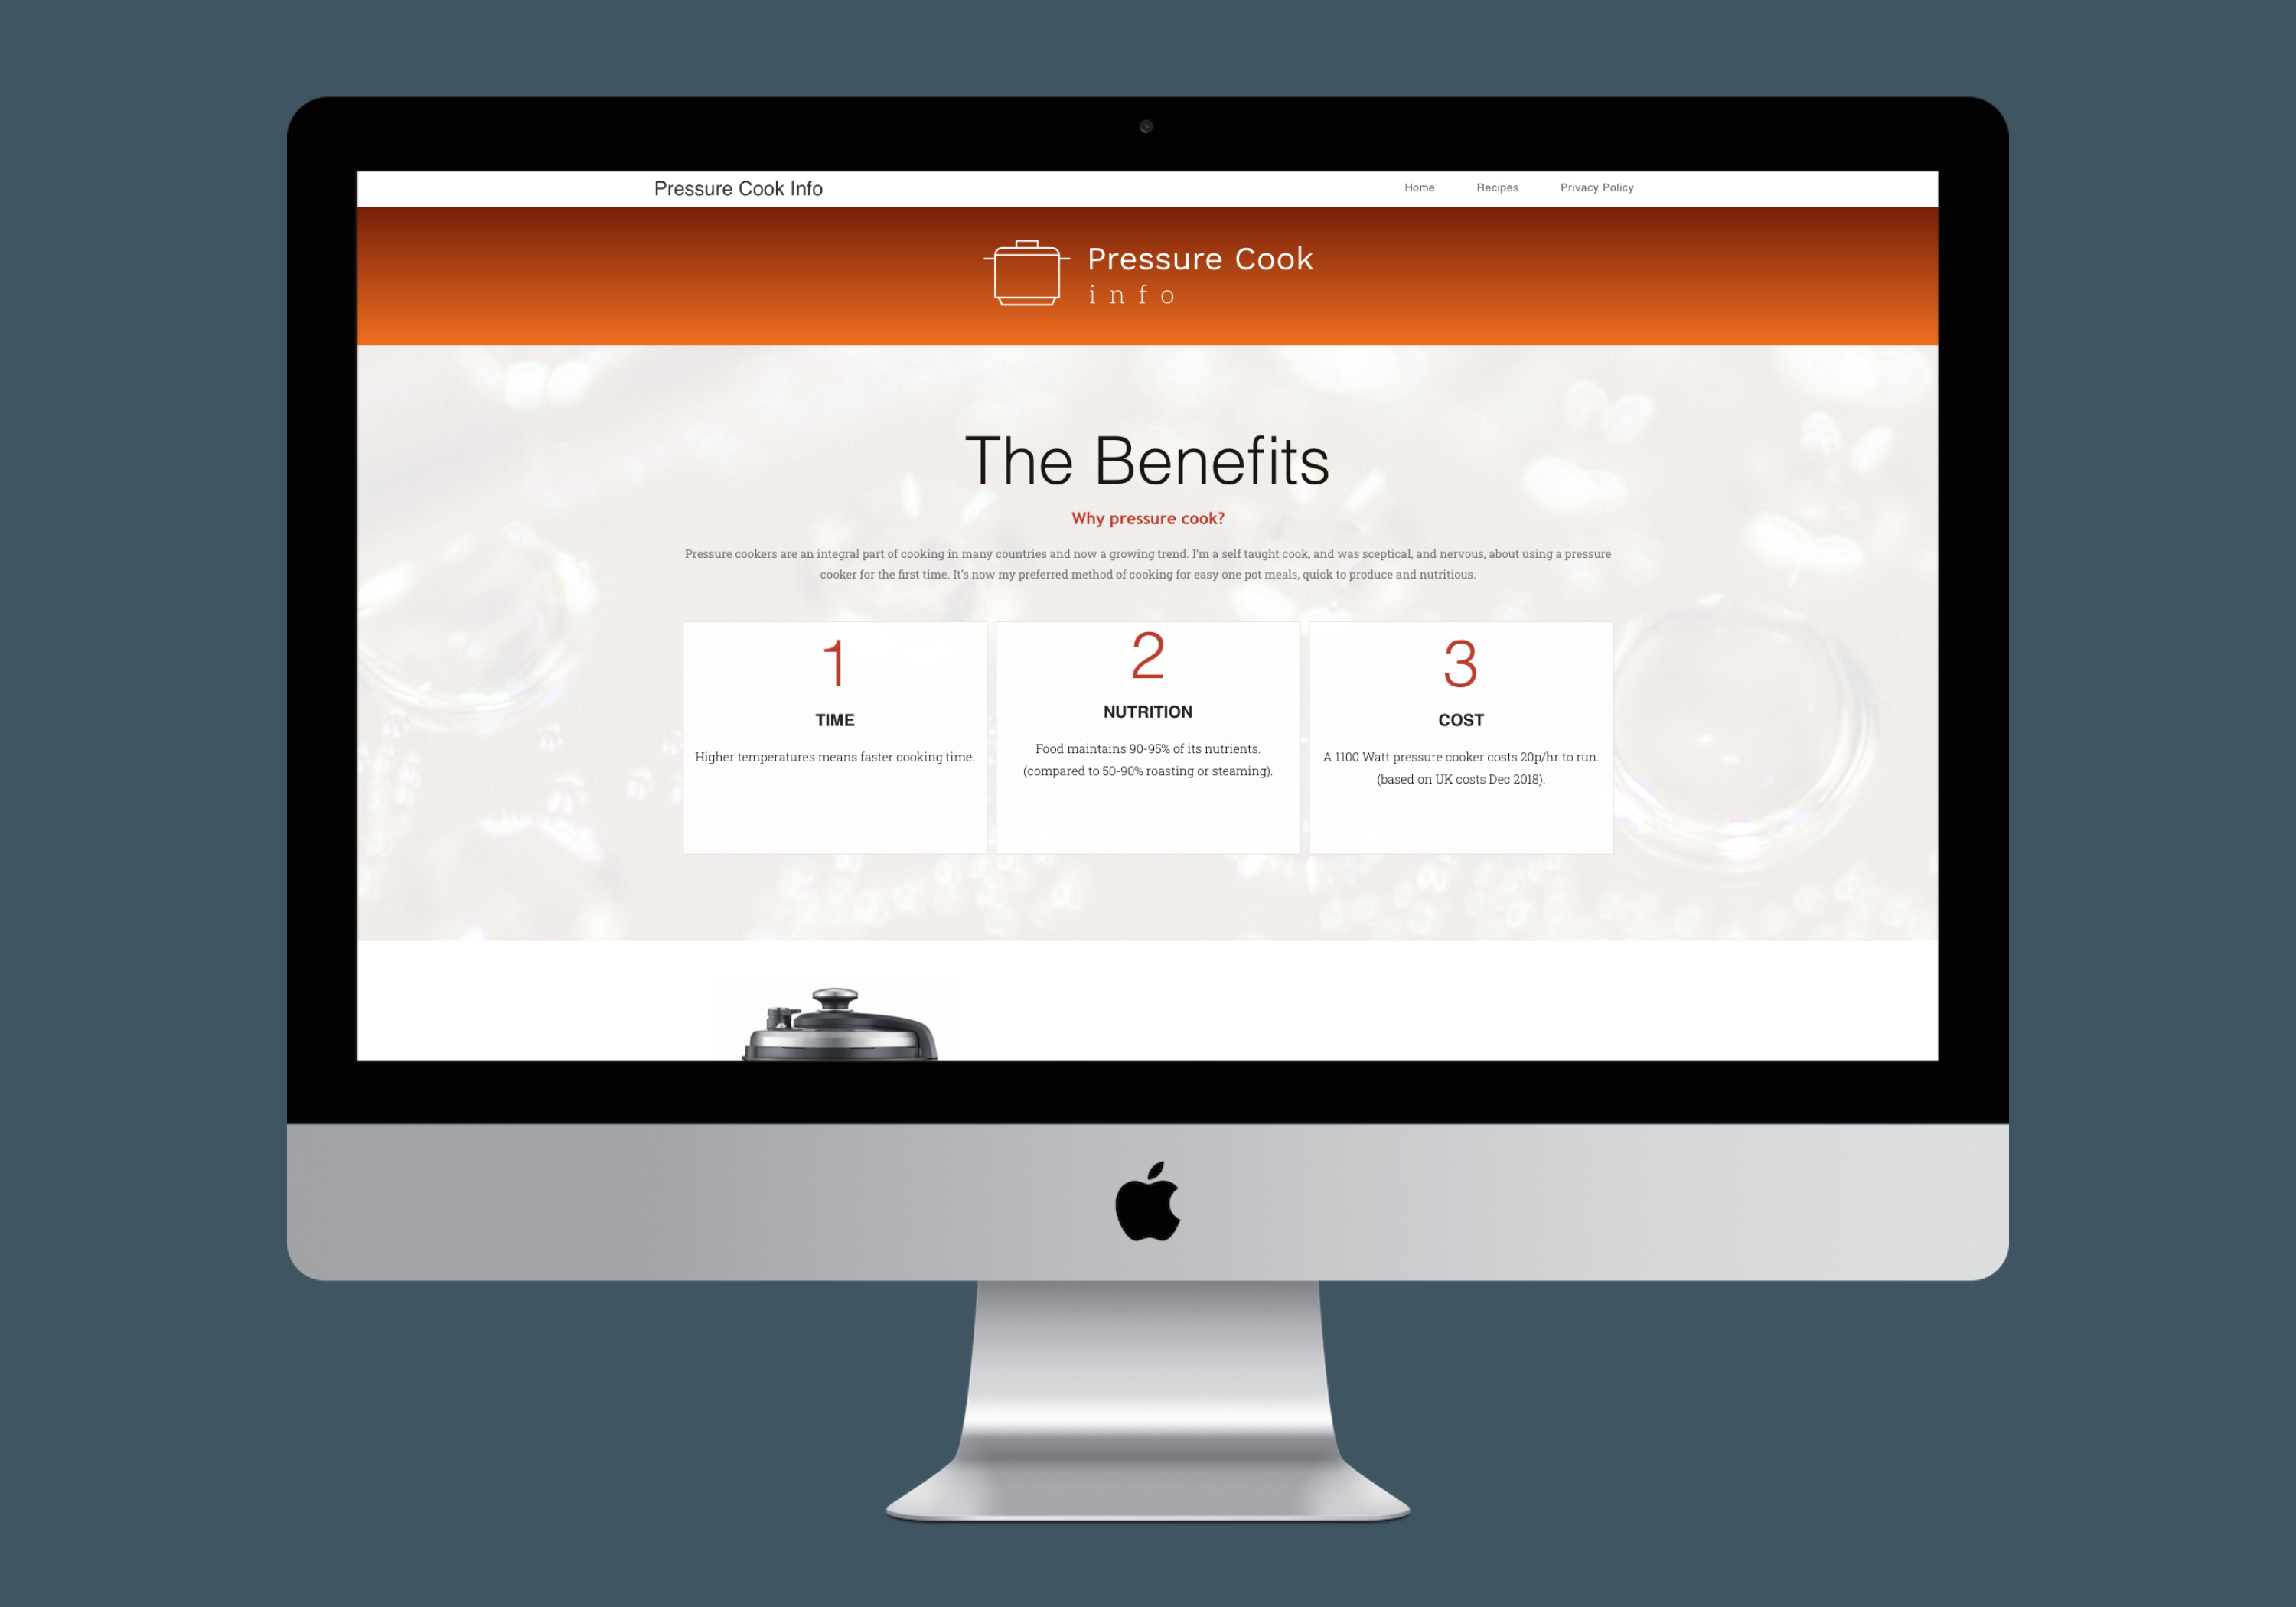 Pressure Cook Info
Home Recipes Privacy Policy
Pressure Cook
info
The Benefits
Why pressure cook?
Pressure cookers are an integral part of cooking in many countries and now a growing trend. I'm a self taught cook, and was sceptical, and nervous, about using a pressure
cooker for the first time. It's now my preferred method of cooking for easy one pot meals, quick to produce and nutritious.
1
TIME
Higher temperatures means faster cooking time.
2
NUTRITION
Food maintains 90-95% of its nutrients.
(compared to 50-90% roasting or steaming).
3
COST
A 1100 Watt pressure cooker costs 20p/hr to run.
(based on UK costs Dec 2018).